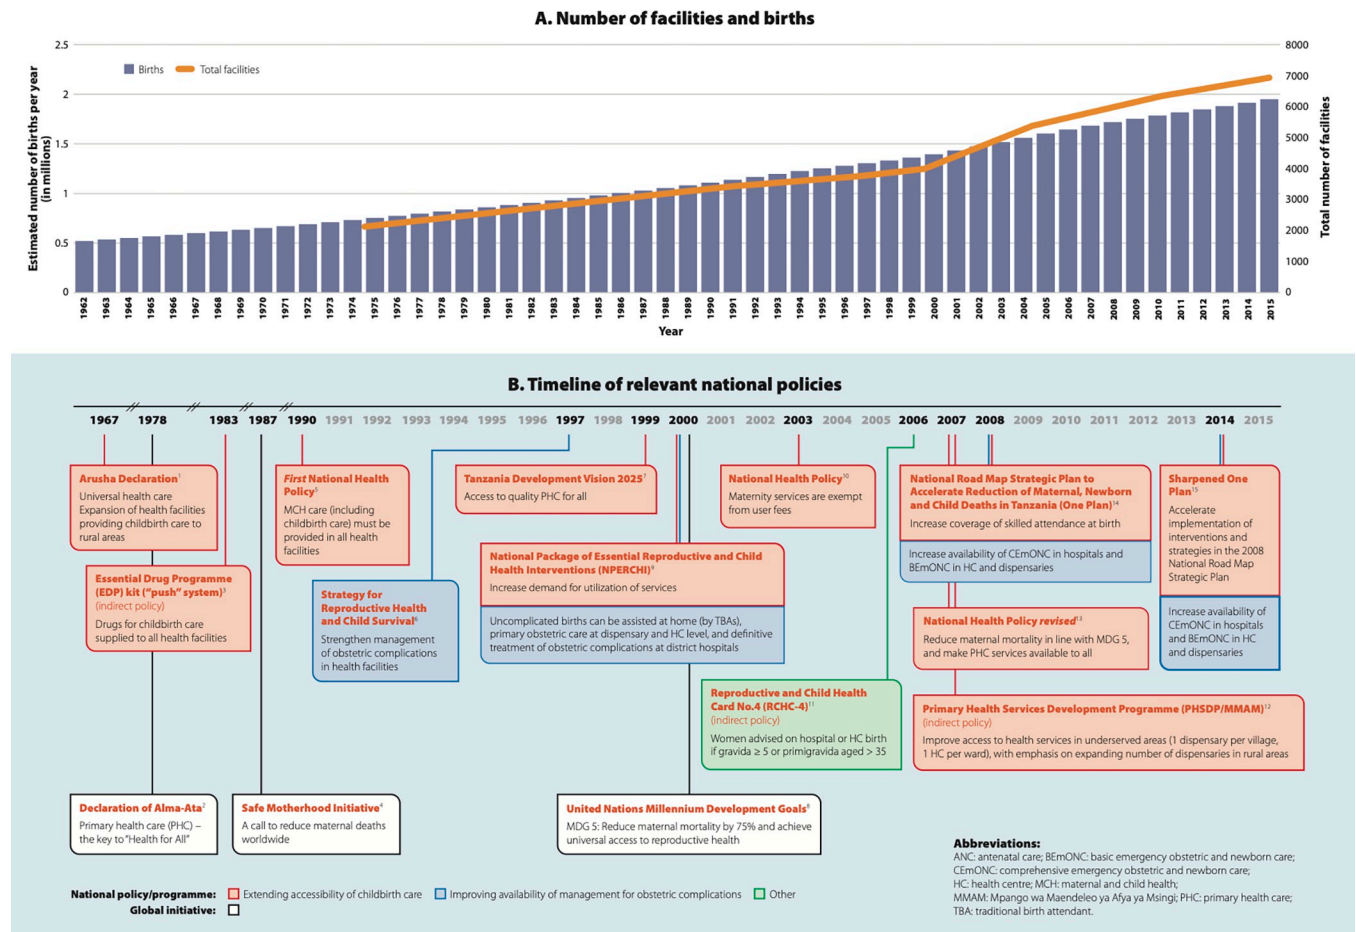 A. Number of facilities and births
Estimated number of births per year
(in millions)
2.5
2
1.5
1
0.5
0
Births
Total facilities
8000
7000
6000
5000
4000
3000
2000
1000
0
Total number of facilities
1962 1963 1964 1965 1966 1967 1968 1969 1970 1971 1972 1973 1974 1975 1976 1977 1978 1979 1980 1981 1982 1983 1984 1985 1986 1987 1988 1989 1990 1991 1992 1993 1994 1995 1996 1997 1998 1999 2000 2001 2002 2003 2004 2005 2006 2007 2008 2009 2010 2011 2012 2013 2014 2015
Year
B. Timeline of relevant national policies
1967 1978 1983 1987 1990 1991 1992 1993 1994 1995 1996 1997 1998 1999 2000 2001 2002 2003 2004 2005 2006 2007 2008 2009 2010 2011 2012 2013 2014 2015
Arusha Declaration¹
Universal health care
Expansion of health facilities
providing childbirth care to
rural areas
Essential Drug Programme
(EDP) kit (“push” system)³
(indirect policy)
Drugs for childbirth care
supplied to all health facilities
First National Health
Policy⁵
MCH care (including
childbirth care) must be
provided in all health
facilities
Strategy for
Reproductive Health
and Child Survival⁶
Strengthen management
of obstetric complications
in health facilities
Tanzania Development Vision 2025⁷
Access to quality PHC for all
National Package of Essential Reproductive and Child
Health Interventions (NPERCHI)⁹
Increase demand for utilization of services
Uncomplicated births can be assisted at home (by TBAs),
primary obstetric care at dispensary and HC level, and definitive
treatment of obstetric complications at district hospitals
National Health Policy¹⁰
Maternity services are exempt
from user fees
Reproductive and Child Health
Card No.4 (RCHC-4)¹¹
(indirect policy)
Women advised on hospital or HC birth
if gravida ≥ 5 or primigravida aged > 35
National Road Map Strategic Plan to
Accelerate Reduction of Maternal, Newborn
and Child Deaths in Tanzania (One Plan)¹⁴
Increase coverage of skilled attendance at birth
Increase availability of CEmONC in hospitals and
BEmONC in HC and dispensaries
National Health Policy revised¹³
Reduce maternal mortality in line with MDG 5,
and make PHC services available to all
Primary Health Services Development Programme (PHSDP/MMAM)¹²
(indirect policy)
Improve access to health services in underserved areas (1 dispensary per village,
1 HC per ward), with emphasis on expanding number of dispensaries in rural areas
Sharpened One
Plan¹⁵
Accelerate
implementation of
interventions and
strategies in the 2008
National Road Map
Strategic Plan
Increase availability of
CEmONC in hospitals
and BEmONC in HC
and dispensaries
Declaration of Alma-Ata²
Primary health care (PHC) –
the key to “Health for All”
Safe Motherhood Initiative⁴
A call to reduce maternal deaths
worldwide
United Nations Millennium Development Goals⁸
MDG 5: Reduce maternal mortality by 75% and achieve
universal access to reproductive health
National policy/programme: Extending accessibility of childbirth care Improving availability of management for obstetric complications Other
Global initiative:
Abbreviations:
ANC: antenatal care; BEmONC: basic emergency obstetric and newborn care;
CEmONC: comprehensive emergency obstetric and newborn care;
HC: health centre; MCH: maternal and child health;
MMAM: Mpango wa Maendeleo ya Afya ya Msingi; PHC: primary health care;
TBA: traditional birth attendant.